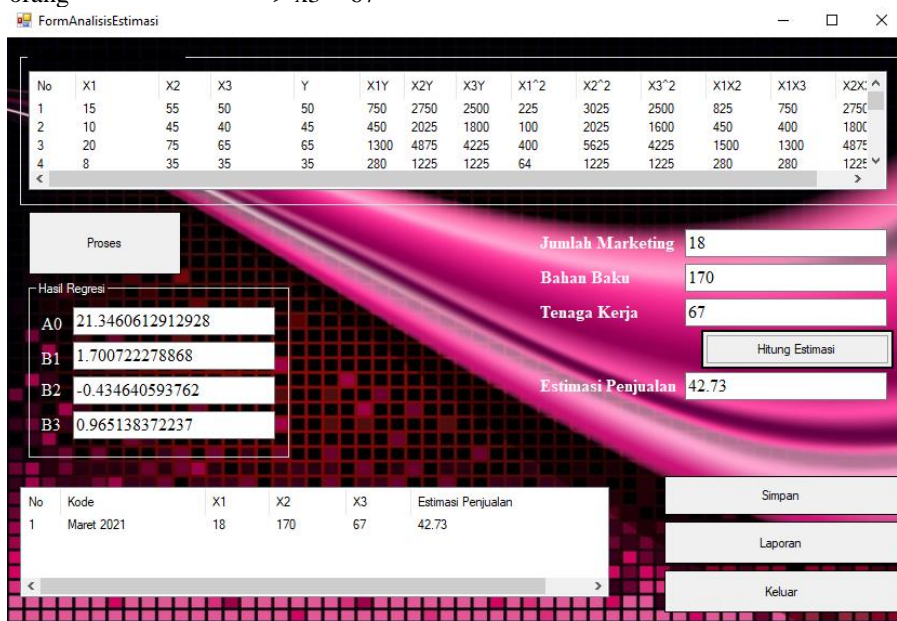 FormAnalisisEstimasi
No X1 X2 X3 Y X1Y X2Y X3Y X1^2 X2^2 X3^2 X1X2 X1X3
1 15 55 50 50 750 2750 2500 225 3025 2500 825 750 2750
2 10 45 40 45 450 2025 1800 100 2025 1600 450 400 1800
3 20 75 65 65 1300 4875 4225 400 5625 4225 1500 1300 4875
4 8 35 35 35 280 1225 1225 64 1225 1225 280 280 1225
Proses
Jumlah Marketing 18
Bahan Baku 170
Tenaga Kerja 67
Hitung Estimasi
Estimasi Penjualan 42.73
Hasil Regresi
A0 21.3460612912928
B1 1.700722278868
B2 -0.434640593762
B3 0.965138372237
No Kode X1 X2 X3 Estimasi Penjualan
1 Maret 2021 18 170 67 42.73
Simpan
Laporan
Keluar